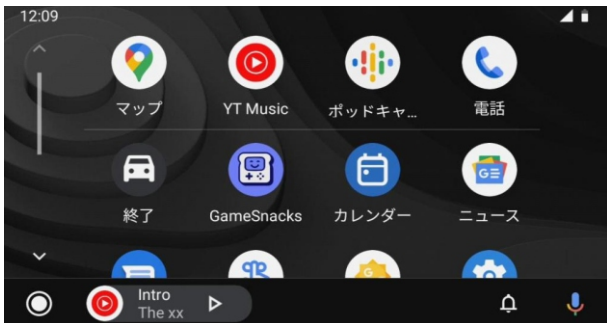 12:09
マップ
YT Music
ポッドキャ...
電話
終了
GameSnacks
カレンダー
ニュース
Intro
The xx